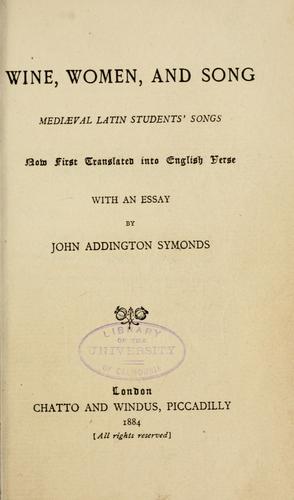 WINE, WOMEN, AND SONG
MEDIÆVAL LATIN STUDENTS' SONGS
Now First Translated into English Verse
WITH AN ESSAY
BY
JOHN ADDINGTON SYMONDS
LIBRARY
OF THE
UNIVERSITY
OF CALIFORNIA
London
CHATTO AND WINDUS, PICCADILLY
1884
[All rights reserved]